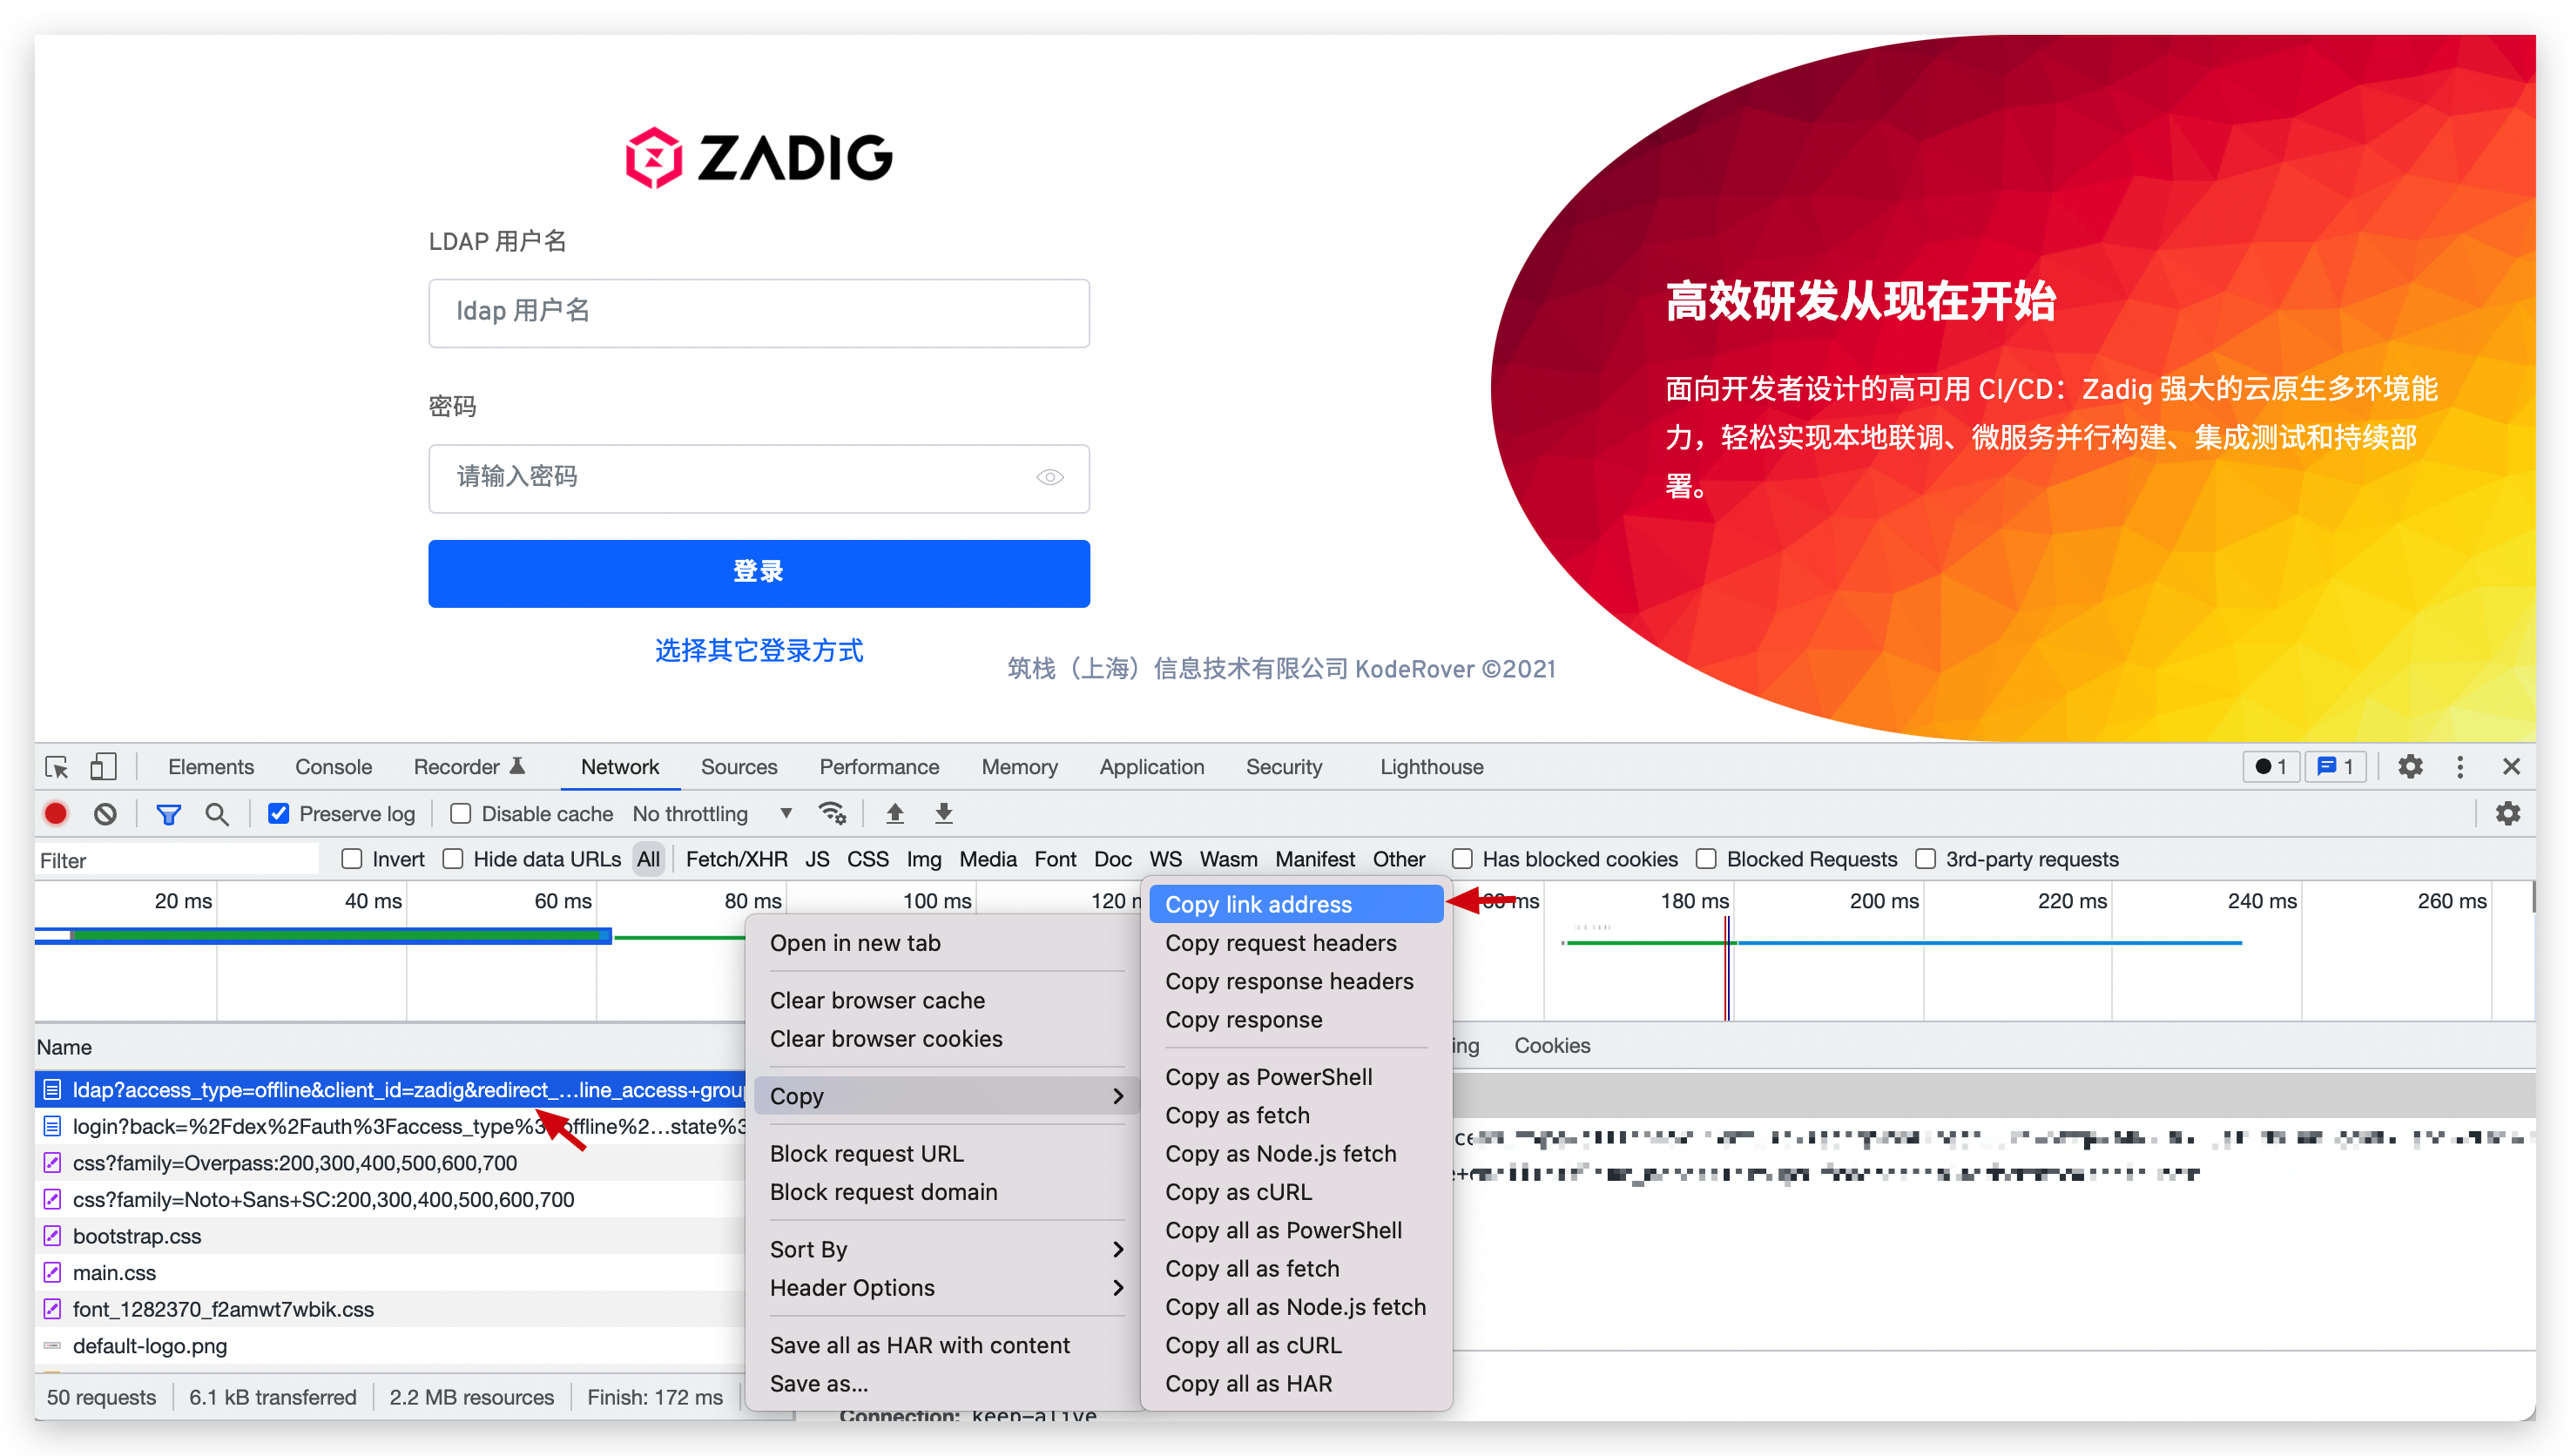 ZADIG
LDAP 用户名
ldap 用户名
密码
请输入密码
登录
选择其它登录方式
筑栈（上海）信息技术有限公司 KodeRover ©2021
高效研发从现在开始
面向开发者设计的高可用 CI/CD：Zadig 强大的云原生多环境能
力，轻松实现本地联调、微服务并行构建、集成测试和持续部
署。
Elements Console Recorder Network Sources Performance Memory Application Security Lighthouse 1 1
Preserve log Disable cache No throttling
Filter Invert Hide data URLs All Fetch/XHR JS CSS Img Media Font Doc WS Wasm Manifest Other Has blocked cookies Blocked Requests 3rd-party requests
20 ms 40 ms 60 ms 80 ms 100 ms 120 ms 180 ms 200 ms 220 ms 240 ms 260 ms
Name
ldap?access_type=offline&client_id=zadig&redirect_…line_access+grou
login?back=%2Fdex%2Fauth%3Faccess_type%3 offline%2…state%3
css?family=Overpass:200,300,400,500,600,700
css?family=Noto+Sans+SC:200,300,400,500,600,700
bootstrap.css
main.css
font_1282370_f2amwt7wbik.css
default-logo.png
50 requests 6.1 kB transferred 2.2 MB resources Finish: 172 ms
Open in new tab
Clear browser cache
Clear browser cookies
Copy
Block request URL
Block request domain
Sort By
Header Options
Save all as HAR with content
Save as...
Copy link address
Copy request headers
Copy response headers
Copy response
Copy as PowerShell
Copy as fetch
Copy as Node.js fetch
Copy as cURL
Copy all as PowerShell
Copy all as fetch
Copy all as Node.js fetch
Copy all as cURL
Copy all as HAR
ing Cookies
Connection: keep-alive